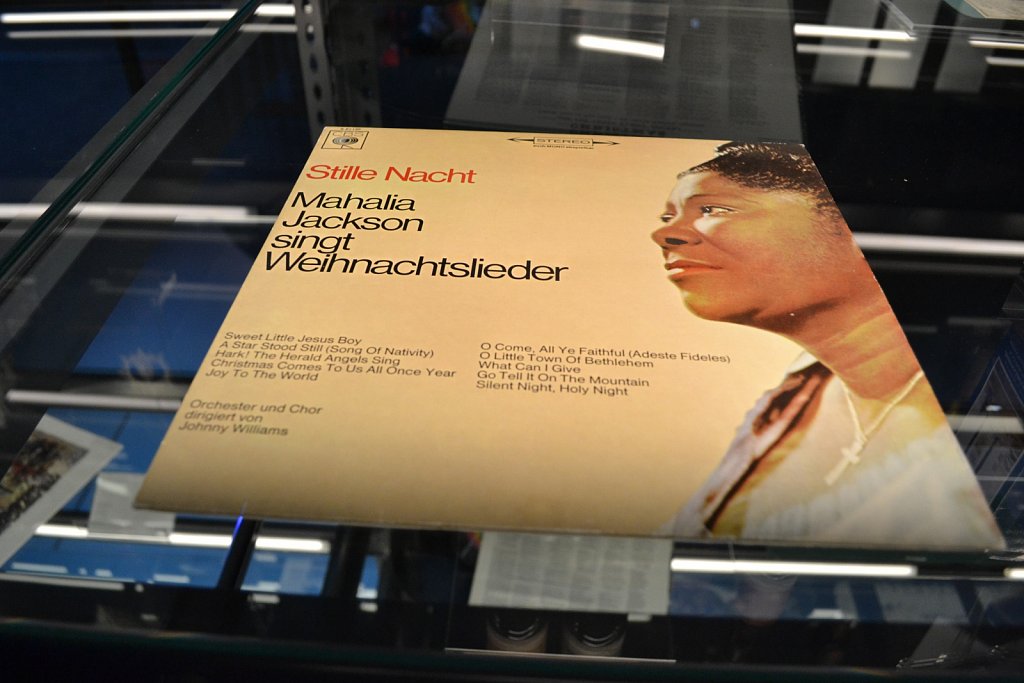 CBS
STEREO
Stille Nacht
Mahalia
Jackson
singt
Weihnachtslieder
Sweet Little Jesus Boy
A Star Stood Still (Song Of Nativity)
Hark! The Herald Angels Sing
Christmas Comes To Us All Once Year
Joy To The World
O Come, All Ye Faithful (Adeste Fideles)
O Little Town Of Bethlehem
What Can I Give
Go Tell It On The Mountain
Silent Night, Holy Night
Orchester und Chor
dirigiert von
Johnny Williams